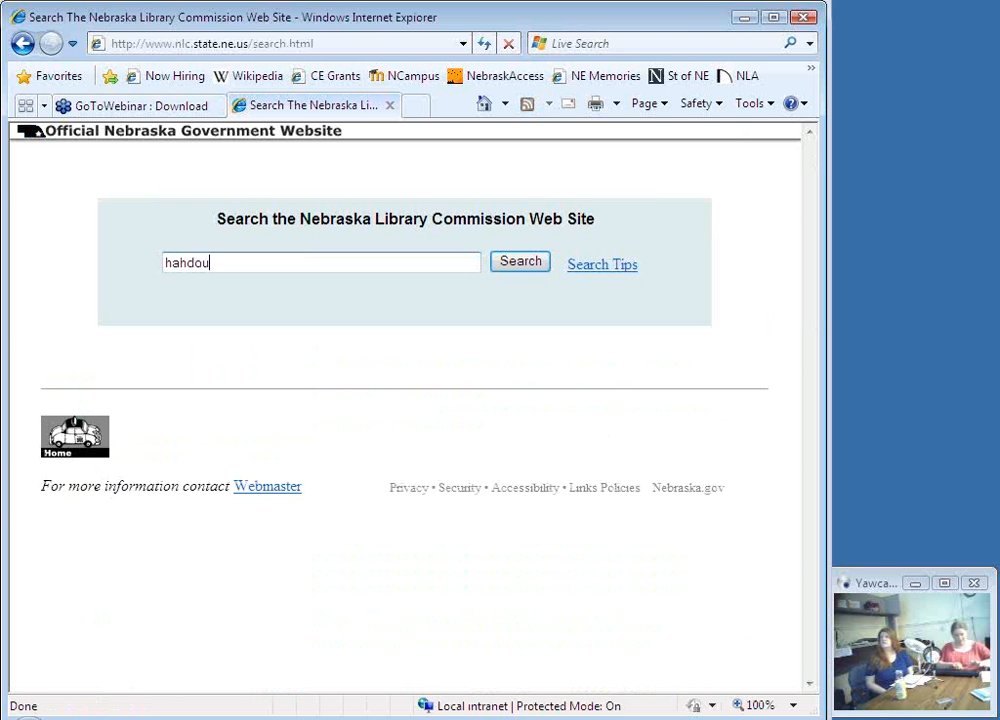 Search The Nebraska Library Commission Web Site - Windows Internet Explorer
http://www.nlc.state.ne.us/search.html
Live Search
Favorites Now Hiring Wikipedia CE Grants NCampus NebraskAccess NE Memories St of NE NLA
GoToWebinar : Download Search The Nebraska Li... Page Safety Tools
Official Nebraska Government Website
Search the Nebraska Library Commission Web Site
hahdou Search Search Tips
Home
For more information contact Webmaster Privacy • Security • Accessibility • Links Policies Nebraska.gov
Yawca...
Done Local intranet | Protected Mode: On 100%